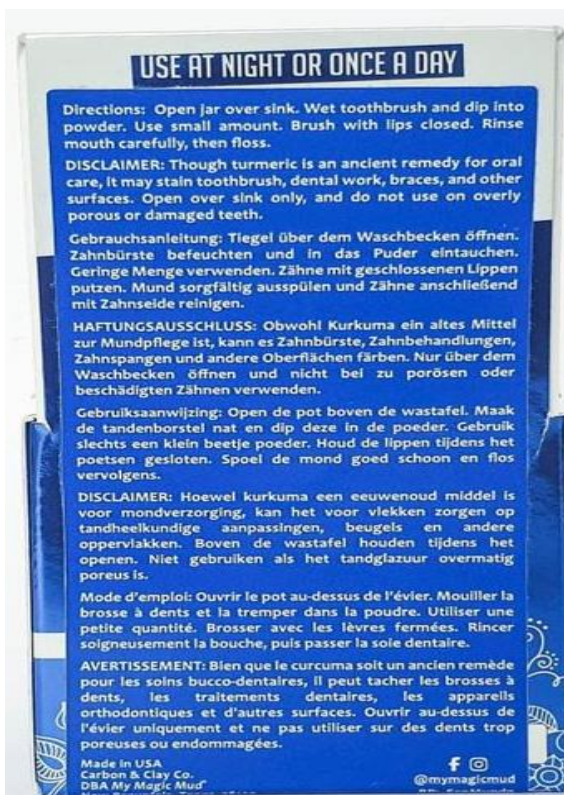 USE AT NIGHT OR ONCE A DAY
Directions: Open jar over sink. Wet toothbrush and dip into
powder. Use small amount. Brush with lips closed. Rinse
mouth carefully, then floss.
DISCLAIMER: Though turmeric is an ancient remedy for oral
care, it may stain toothbrush, dental work, braces, and other
surfaces. Open over sink only, and do not use on overly
porous or damaged teeth.
Gebrauchsanleitung: Tiegel über dem Waschbecken öffnen.
Zahnbürste befeuchten und in das Puder eintauchen.
Geringe Menge verwenden. Zähne mit geschlossenen Lippen
putzen. Mund sorgfältig ausspülen und Zähne anschließend
mit Zahnseide reinigen.
HAFTUNGSAUSSCHLUSS: Obwohl Kurkuma ein altes Mittel
zur Mundpflege ist, kann es Zahnbürste, Zahnbehandlungen,
Zahnspangen und andere Oberflächen färben. Nur über dem
Waschbecken öffnen und nicht bei zu porösen oder
beschädigten Zähnen verwenden.
Gebruiksaanwijzing: Open de pot boven de wastafel. Maak
de tandenborstel nat en dip deze in de poeder. Gebruik
slechts een klein beetje poeder. Houd de lippen tijdens het
poetsen gesloten. Spoel de mond goed schoon en flos
vervolgens.
DISCLAIMER: Hoewel kurkuma een eeuwenoud middel is
voor mondverzorging, kan het voor vlekken zorgen op
tandheelkundige aanpassingen, beugels en andere
oppervlakken. Boven de wastafel houden tijdens het
openen. Niet gebruiken als het tandglazuur overmatig
poreus is.
Mode d'emploi: Ouvrir le pot au-dessus de l'évier. Mouiller la
brosse à dents et la tremper dans la poudre. Utiliser une
petite quantité. Brosser avec les lèvres fermées. Rincer
soigneusement la bouche, puis passer la soie dentaire.
AVERTISSEMENT: Bien que le curcuma soit un ancien remède
pour les soins bucco-dentaires, il peut tacher les brosses à
dents, les traitements dentaires, les appareils
orthodontiques et d'autres surfaces. Ouvrir au-dessus de
l'évier uniquement et ne pas utiliser sur des dents trop
poreuses ou endommagées.
Made in USA
Carbon & Clay Co.
DBA My Magic Mud®
@mymagicmud